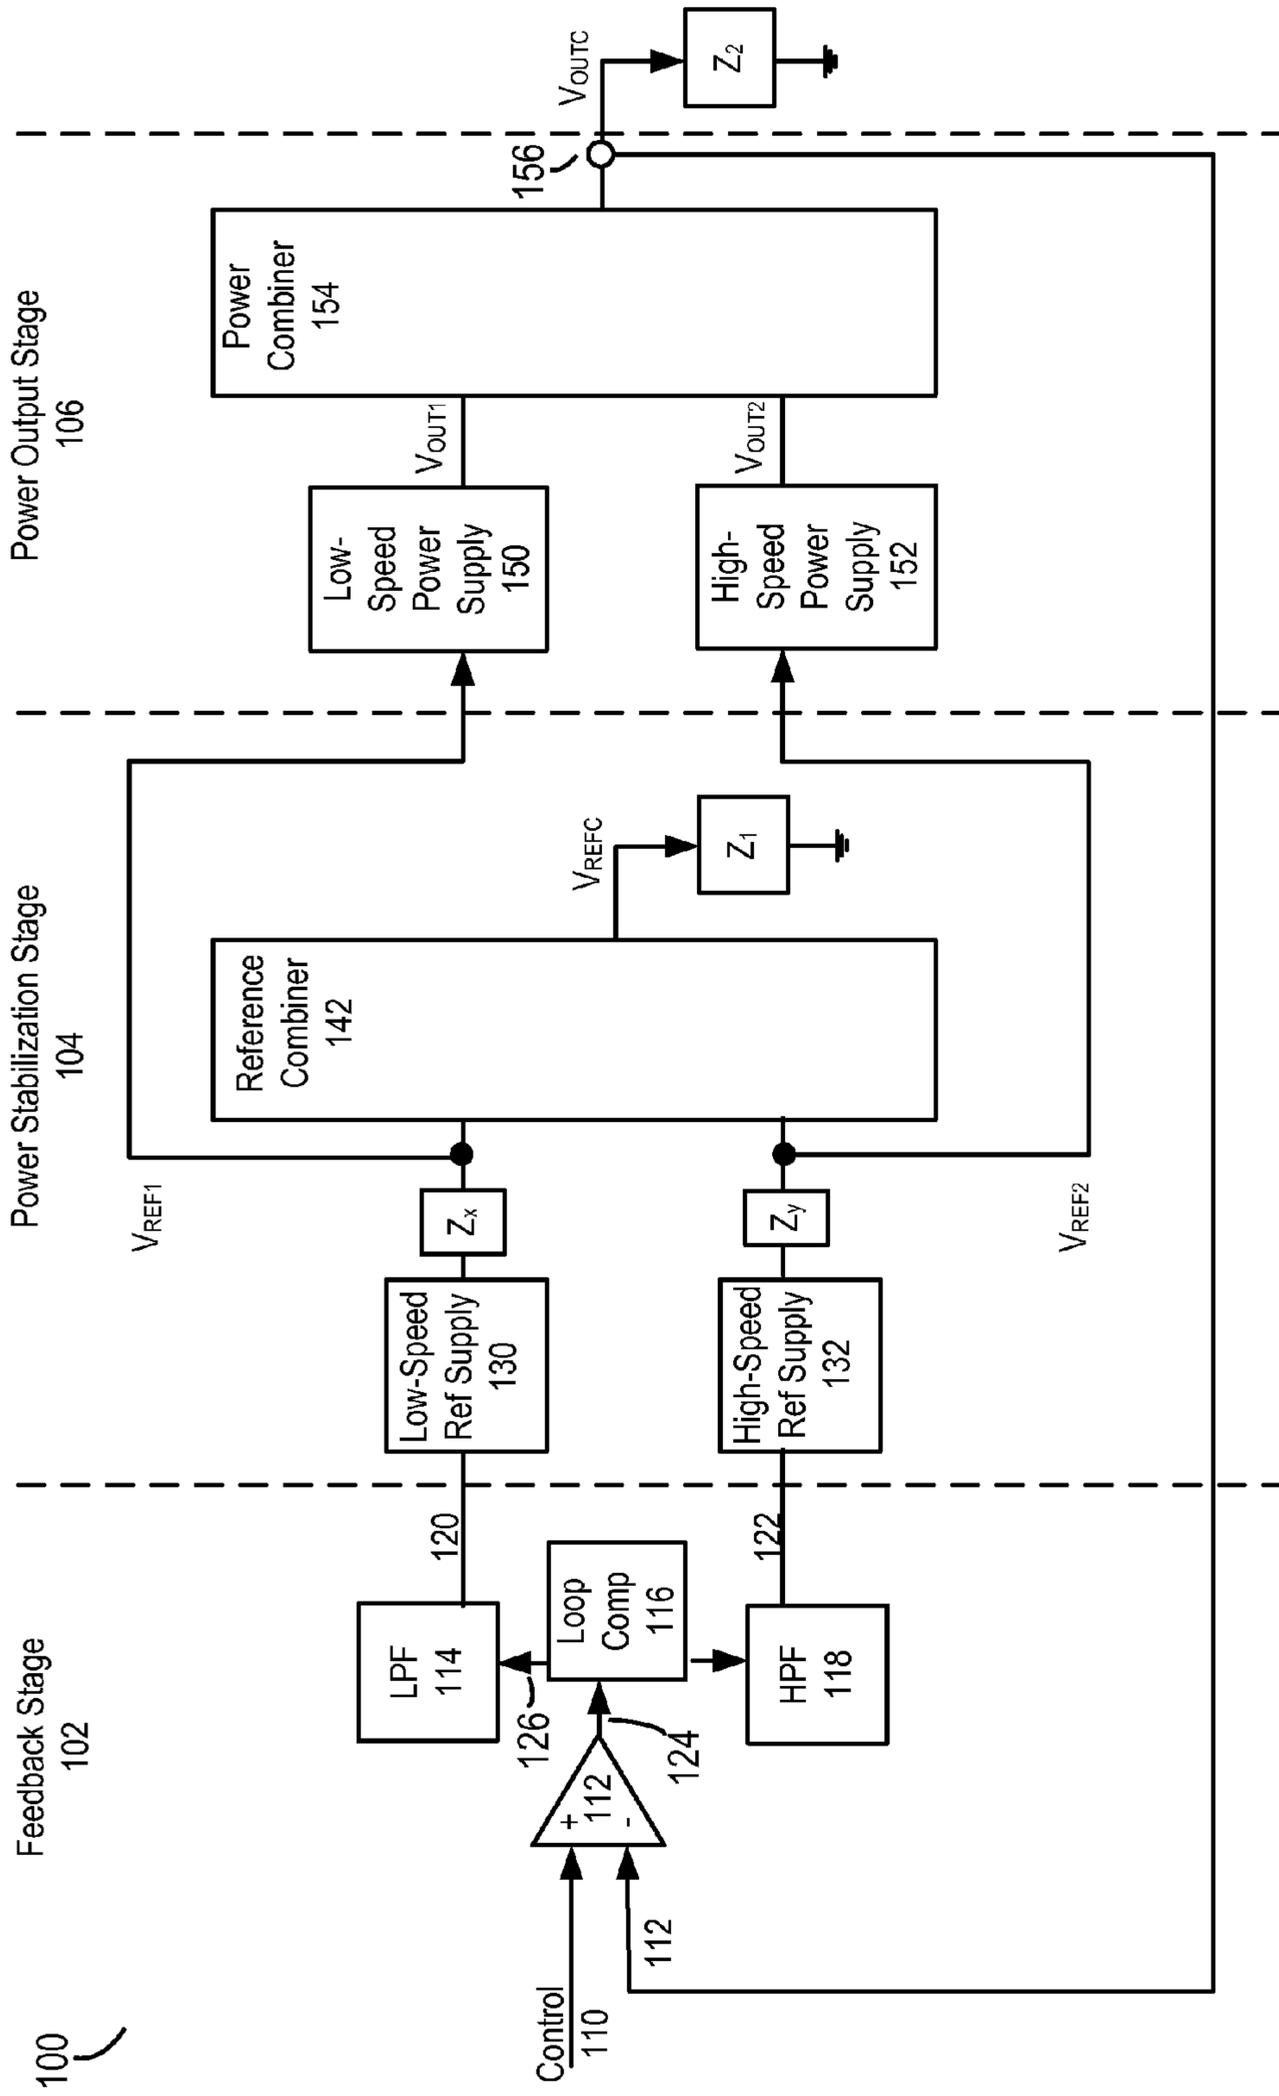 100
Feedback Stage
102
Power Stabilization Stage
104
Power Output Stage
106
Control
110
112
+
-
112
124
126
Loop
Comp
116
LPF
114
HPF
118
120
122
Low-Speed
Ref Supply
130
High-Speed
Ref Supply
132
Zx
Zy
VREF1
VREF2
Reference
Combiner
142
VREFC
Z1
Low-
Speed
Power
Supply
150
High-
Speed
Power
Supply
152
VOUT1
VOUT2
Power
Combiner
154
156
VOUTC
Z2